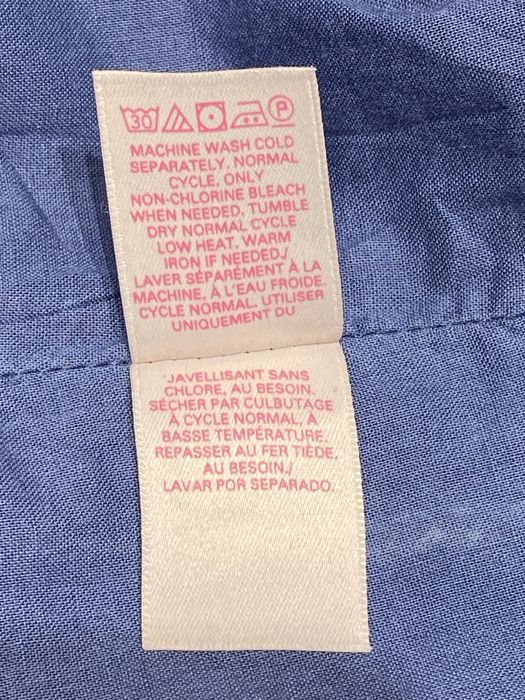 30 P
MACHINE WASH COLD
SEPARATELY, NORMAL
CYCLE, ONLY
NON-CHLORINE BLEACH
WHEN NEEDED, TUMBLE
DRY NORMAL CYCLE
LOW HEAT, WARM
IRON IF NEEDED/
LAVER SÉPARÉMENT À LA
MACHINE, À L'EAU FROIDE,
CYCLE NORMAL, UTILISER
UNIQUEMENT DU
JAVELLISANT SANS
CHLORE, AU BESOIN,
SÉCHER PAR CULBUTAGE
À CYCLE NORMAL, À
BASSE TEMPÉRATURE,
REPASSER AU FER TIÈDE,
AU BESOIN./
LAVAR POR SEPARADO.